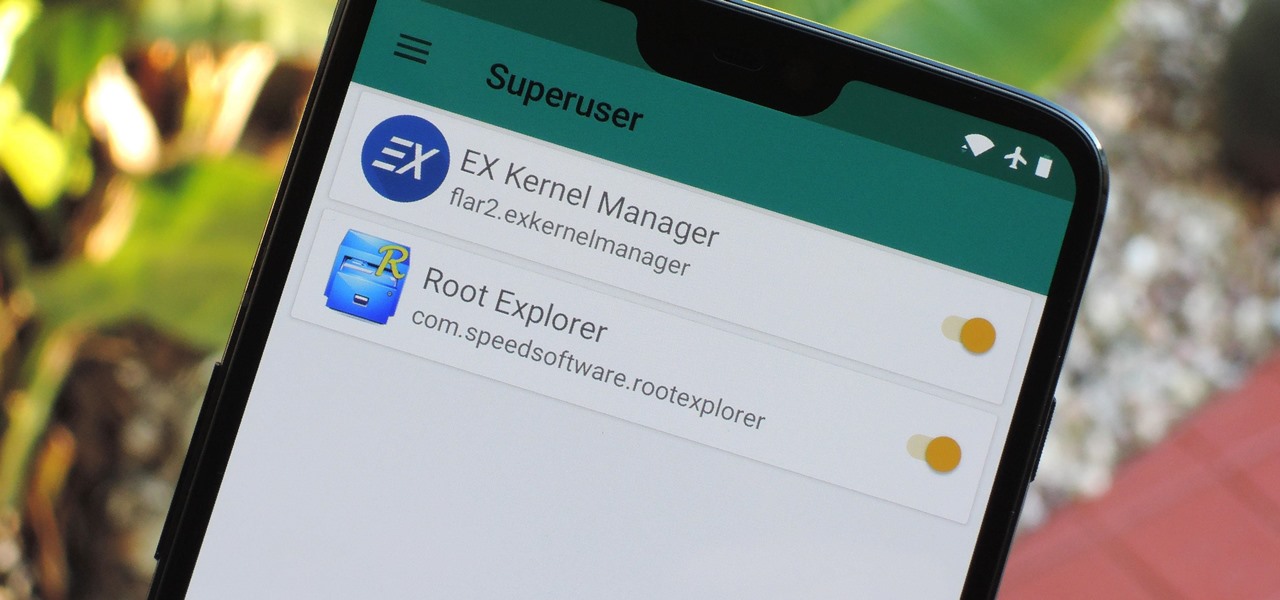 Superuser
EX
EX Kernel Manager
flar2.exkernelmanager
R
Root Explorer
com.speedsoftware.rootexplorer